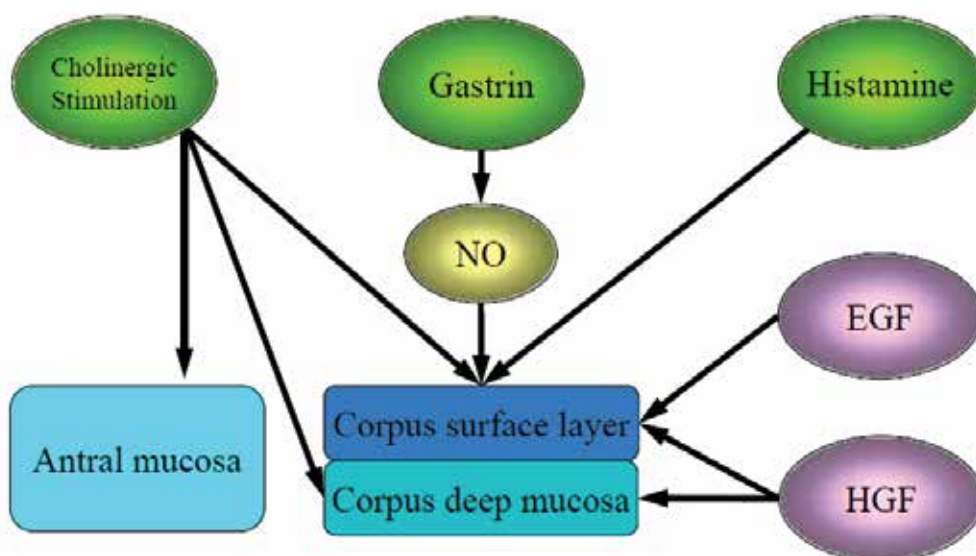 Cholinergic
Stimulation
Gastrin
Histamine
NO
EGF
Antral mucosa
Corpus surface layer
Corpus deep mucosa
HGF